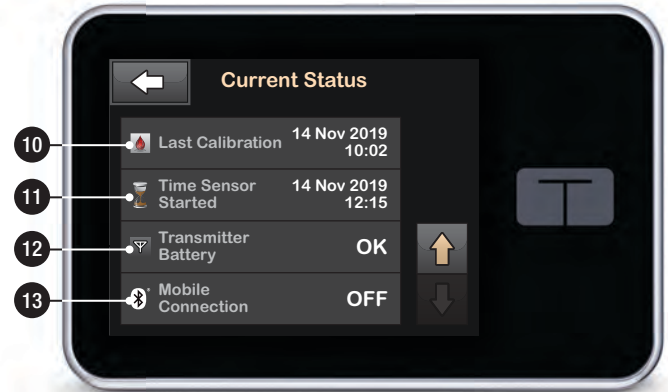 Current Status
10
Last Calibration
14 Nov 2019
10:02
11
Time Sensor
Started
14 Nov 2019
12:15
12
Transmitter
Battery
OK
13
Mobile
Connection
OFF